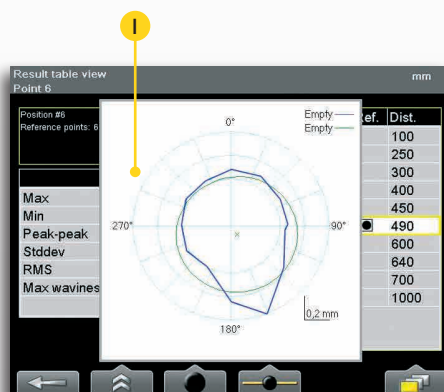 I
Result table view
mm
Point 6
Position #6
Reference points: 6
Max
Min
Peak-peak
Stddev
RMS
Max wavines
Empty
Empty
0°
270°
90°
180°
0,2 mm
ef. Dist.
100
250
300
400
450
490
600
640
700
1000